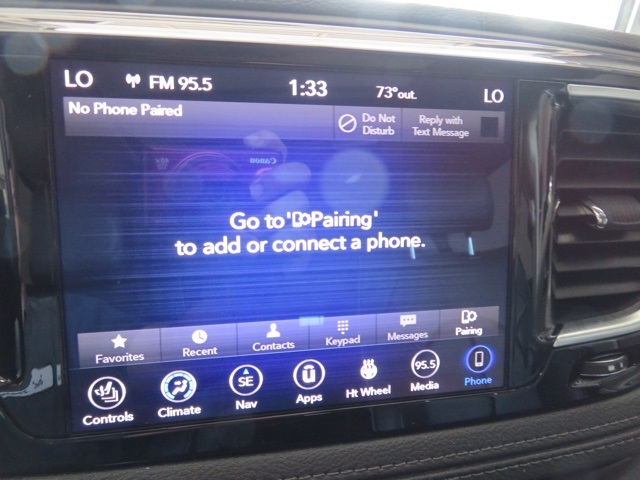 LO FM 95.5 1:33 73°out. LO
No Phone Paired
Do Not
Disturb
Reply with
Text Message
Canon
Go to 'Pairing'
to add or connect a phone.
Favorites Recent Contacts Keypad Messages Pairing
SE 95.5
Controls Climate Nav Apps Ht Wheel Media Phone